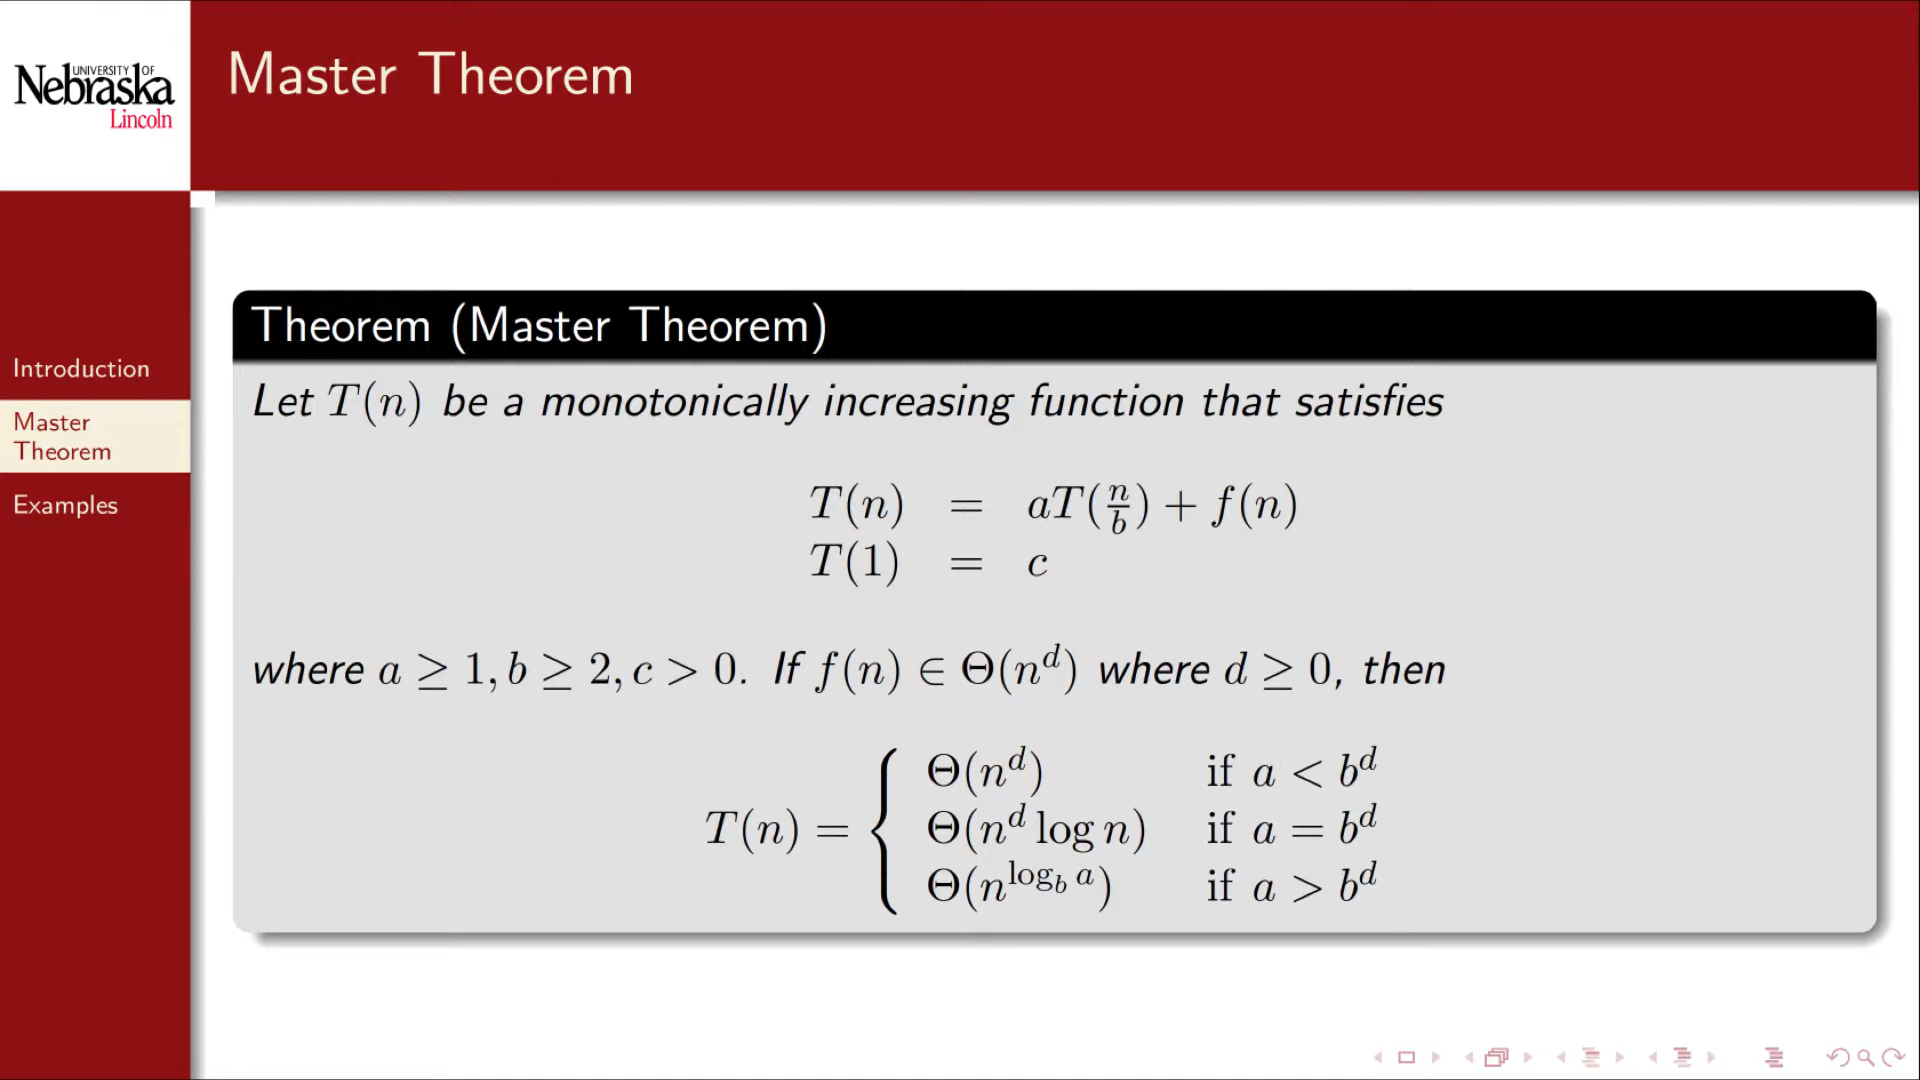 UNIVERSITY OF
Nebraska
Lincoln
Master Theorem
Introduction
Master
Theorem
Examples
Theorem (Master Theorem)
Let T(n) be a monotonically increasing function that satisfies
T(n) = aT(n/b) + f(n)
T(1) = c
where a ≥ 1, b ≥ 2, c > 0. If f(n) ∈ Θ(n^d) where d ≥ 0, then
T(n) = { Θ(n^d) if a < b^d
Θ(n^d log n) if a = b^d
Θ(n^{log_b a}) if a > b^d